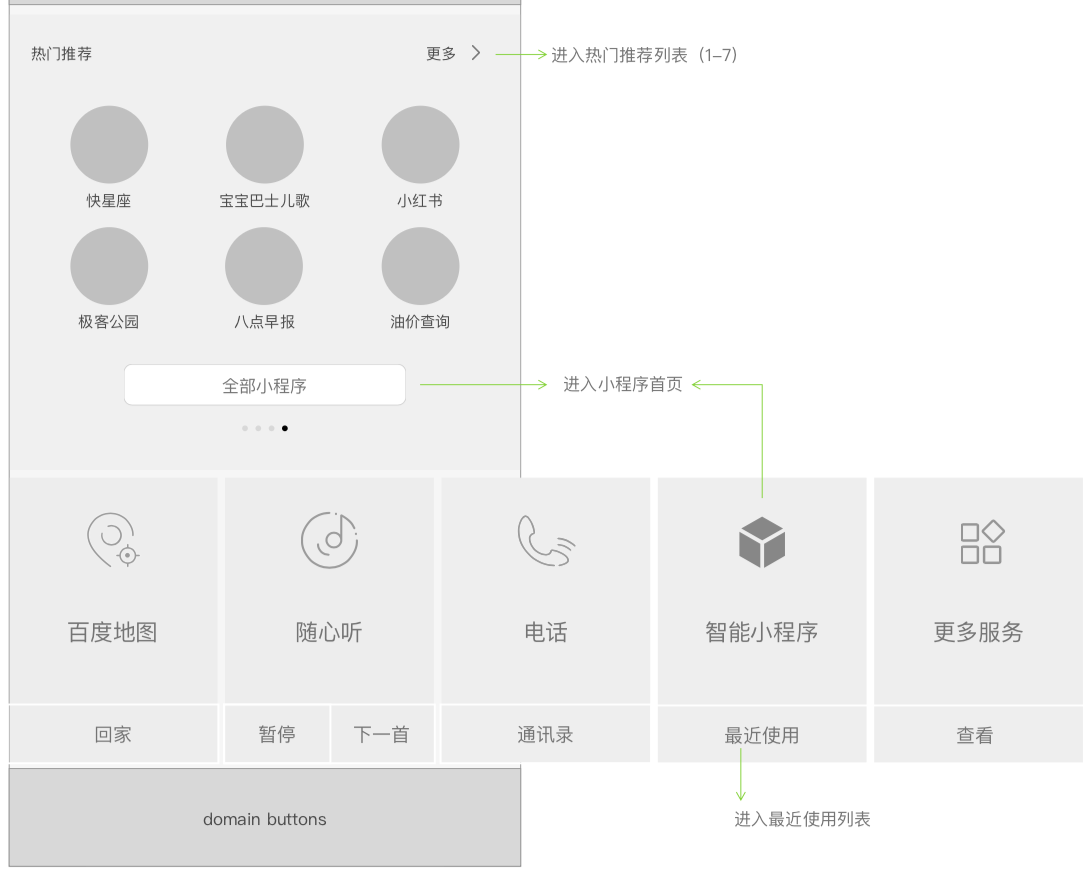 热门推荐
更多
进入热门推荐列表（1-7）
快星座
宝宝巴士儿歌
小红书
极客公园
八点早报
油价查询
全部小程序
进入小程序首页
百度地图
随心听
电话
智能小程序
更多服务
回家
暂停
下一首
通讯录
最近使用
查看
domain buttons
进入最近使用列表